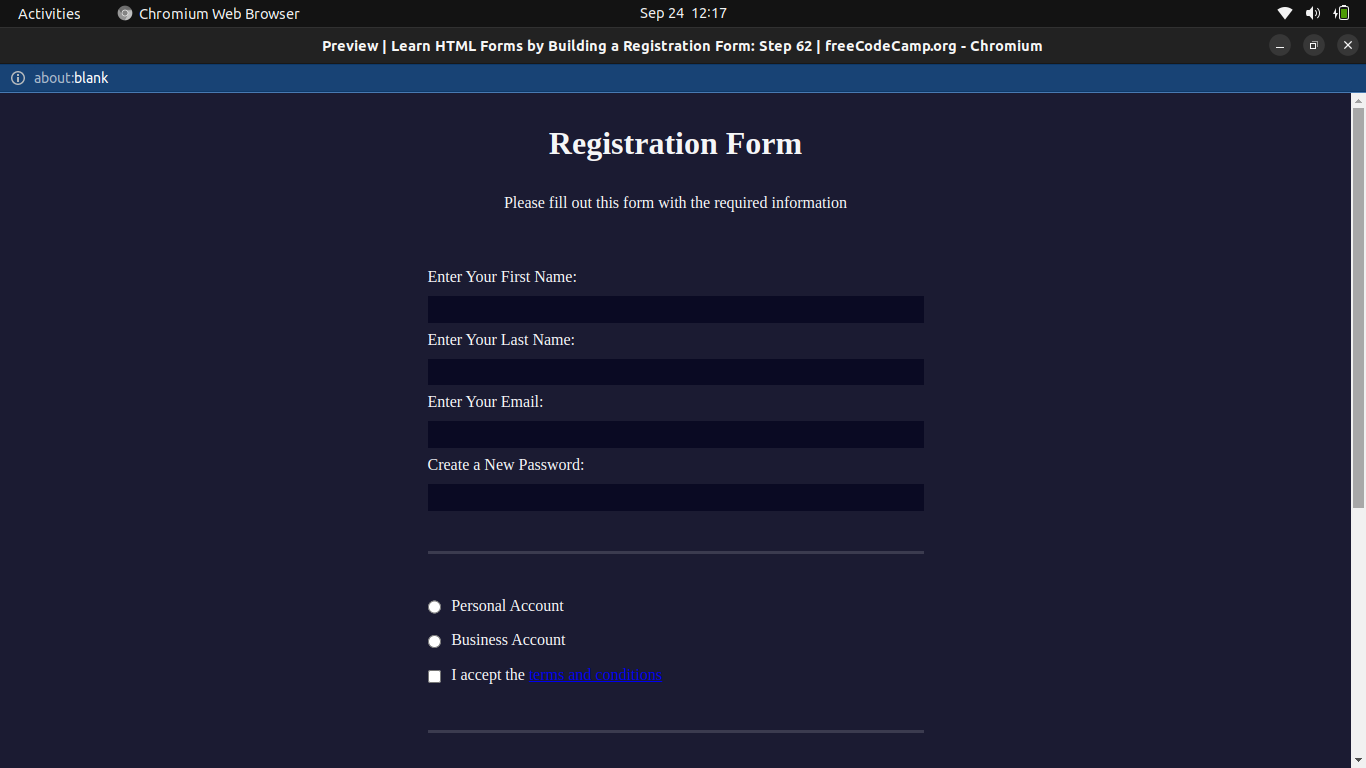 Activities Chromium Web Browser Sep 24 12:17
Preview | Learn HTML Forms by Building a Registration Form: Step 62 | freeCodeCamp.org - Chromium
about:blank
Registration Form
Please fill out this form with the required information
Enter Your First Name:
Enter Your Last Name:
Enter Your Email:
Create a New Password:
Personal Account
Business Account
I accept the terms and conditions